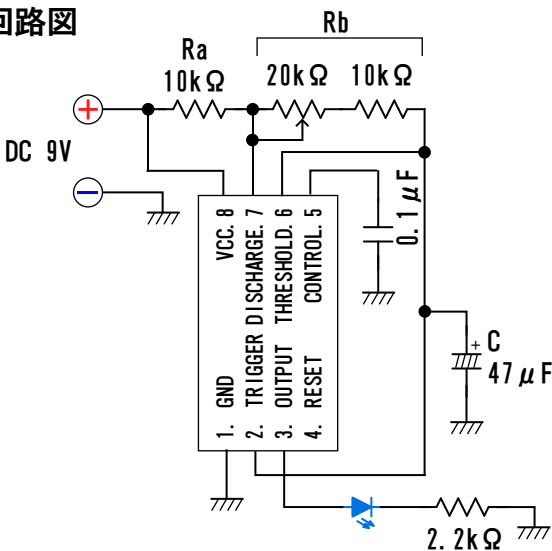 回路図
Rb
Ra
10kΩ
20kΩ
10kΩ
+
DC 9V
−
VCC. 8
DISCHARGE. 7
THRESHOLD. 6
CONTROL. 5
0.1μF
1. GND
2. TRIGGER
3. OUTPUT
4. RESET
+ C
47μF
2.2kΩ